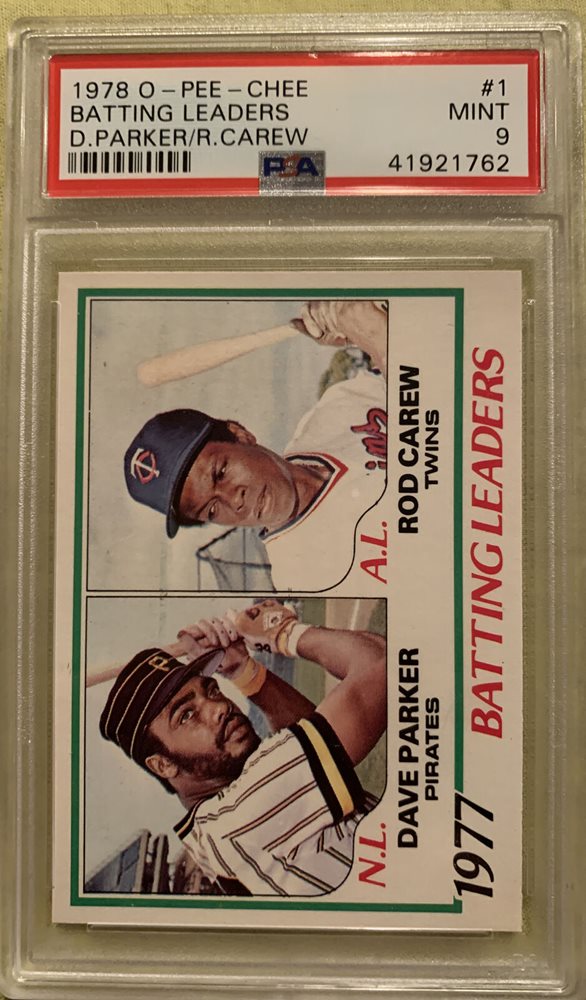 1978 O-PEE-CHEE #1
BATTING LEADERS MINT
D.PARKER/R.CAREW 9
PSA 41921762
TC
P
N.L. A.L.
DAVE PARKER ROD CAREW
PIRATES TWINS
1977 BATTING LEADERS